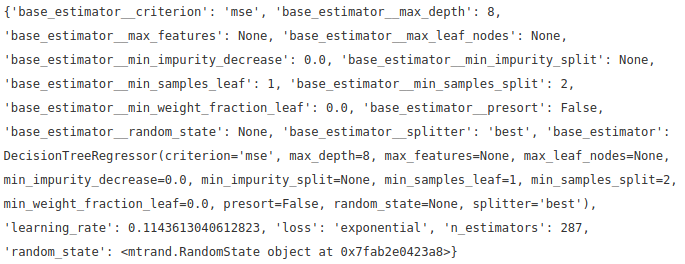 {'base_estimator__criterion': 'mse', 'base_estimator__max_depth': 8,
'base_estimator__max_features': None, 'base_estimator__max_leaf_nodes': None,
'base_estimator__min_impurity_decrease': 0.0, 'base_estimator__min_impurity_split': None,
'base_estimator__min_samples_leaf': 1, 'base_estimator__min_samples_split': 2,
'base_estimator__min_weight_fraction_leaf': 0.0, 'base_estimator__presort': False,
'base_estimator__random_state': None, 'base_estimator__splitter': 'best', 'base_estimator':
DecisionTreeRegressor(criterion='mse', max_depth=8, max_features=None, max_leaf_nodes=None,
min_impurity_decrease=0.0, min_impurity_split=None, min_samples_leaf=1, min_samples_split=2,
min_weight_fraction_leaf=0.0, presort=False, random_state=None, splitter='best'),
'learning_rate': 0.1143613040612823, 'loss': 'exponential', 'n_estimators': 287,
'random_state': <mtrand.RandomState object at 0x7fab2e0423a8>}